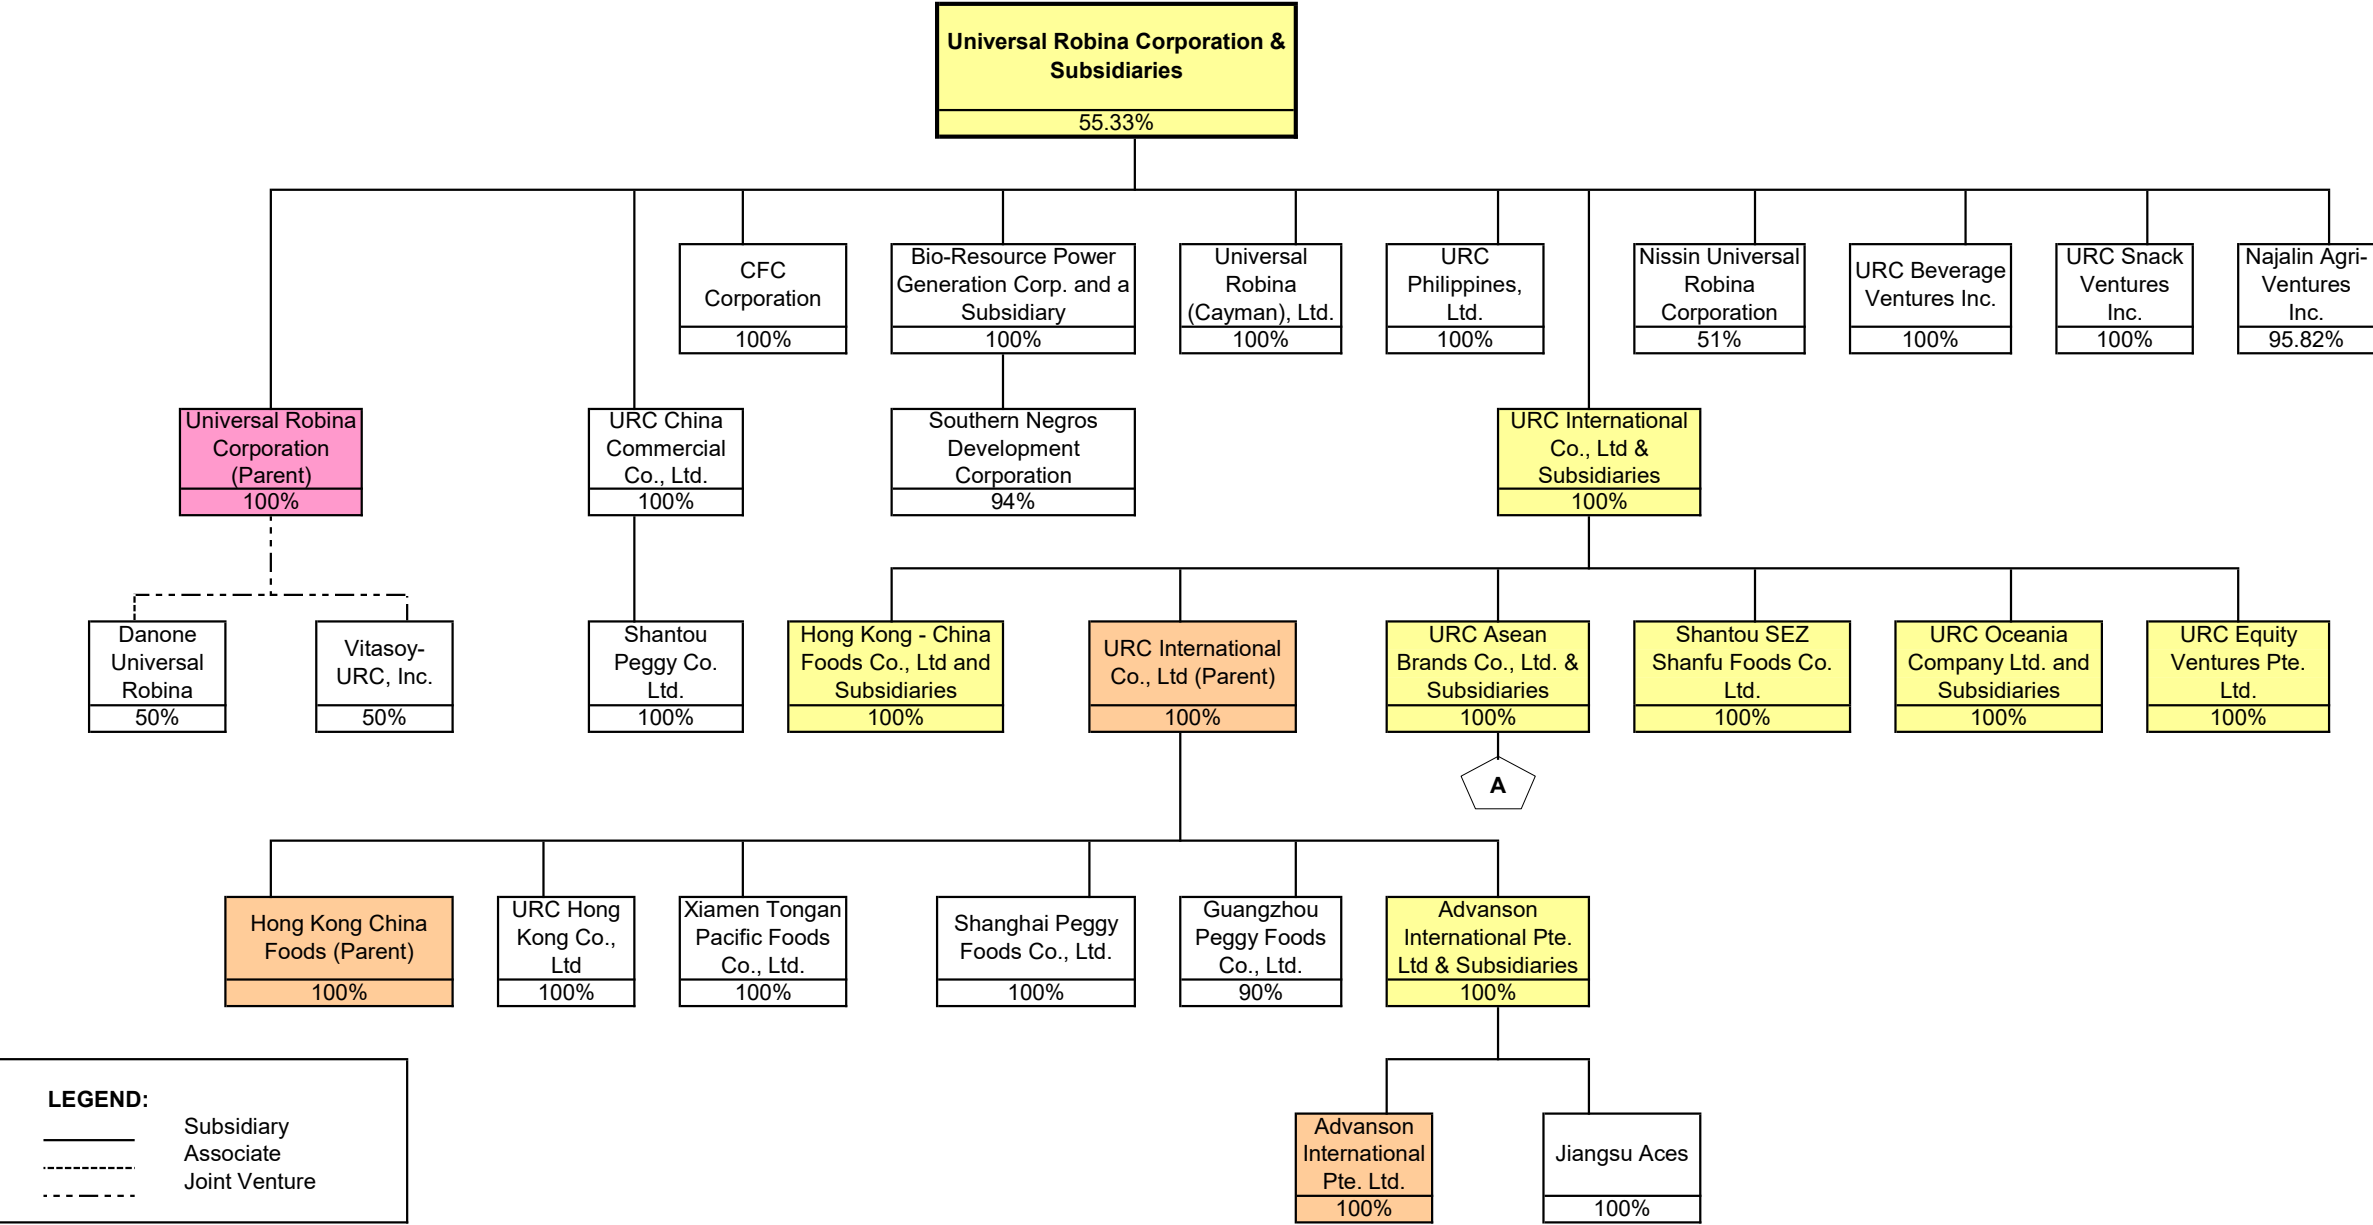 Universal Robina Corporation &
Subsidiaries
55.33%
CFC
Corporation
100%
Bio-Resource Power
Generation Corp. and a
Subsidiary
100%
Universal
Robina
(Cayman), Ltd.
100%
URC
Philippines,
Ltd.
100%
Nissin Universal
Robina
Corporation
51%
URC Beverage
Ventures Inc.
100%
URC Snack
Ventures
Inc.
100%
Najalin Agri-
Ventures
Inc.
95.82%
Universal Robina
Corporation
(Parent)
100%
URC China
Commercial
Co., Ltd.
100%
Southern Negros
Development
Corporation
94%
URC International
Co., Ltd &
Subsidiaries
100%
Danone
Universal
Robina
50%
Vitasoy-
URC, Inc.
50%
Shantou
Peggy Co.
Ltd.
100%
Hong Kong - China
Foods Co., Ltd and
Subsidiaries
100%
URC International
Co., Ltd (Parent)
100%
URC Asean
Brands Co., Ltd. &
Subsidiaries
100%
Shantou SEZ
Shanfu Foods Co.
Ltd.
100%
URC Oceania
Company Ltd. and
Subsidiaries
100%
URC Equity
Ventures Pte.
Ltd.
100%
A
Hong Kong China
Foods (Parent)
100%
URC Hong
Kong Co.,
Ltd
100%
Xiamen Tongan
Pacific Foods
Co., Ltd.
100%
Shanghai Peggy
Foods Co., Ltd.
100%
Guangzhou
Peggy Foods
Co., Ltd.
90%
Advanson
International Pte.
Ltd & Subsidiaries
100%
Advanson
International
Pte. Ltd.
100%
Jiangsu Aces
100%
LEGEND:
Subsidiary
Associate
Joint Venture